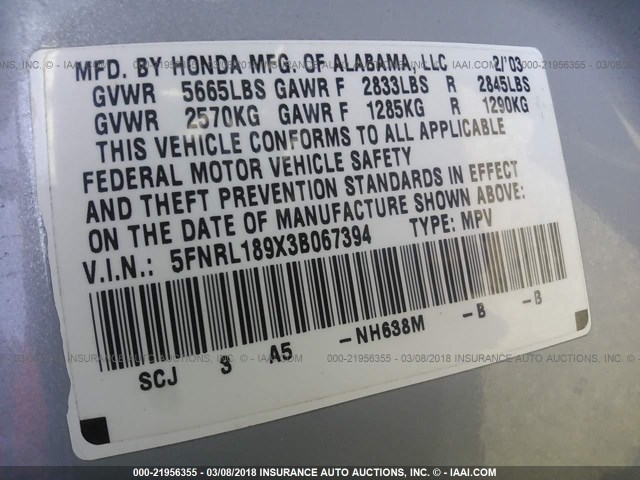 MFD. BY HONDA MFG. OF ALABAMA, LLC 2/'03
GVWR 5665LBS GAWR F 2833LBS R 2845LBS
GVWR 2570KG GAWR F 1285KG R 1290KG
THIS VEHICLE CONFORMS TO ALL APPLICABLE
FEDERAL MOTOR VEHICLE SAFETY
AND THEFT PREVENTION STANDARDS IN EFFECT
ON THE DATE OF MANUFACTURE SHOWN ABOVE:
V.I.N.: 5FNRL189X3B067394 TYPE: MPV
SCJ 3 A5 -NH638M -B -B
000-21956355 - 03/08/2018 INSURANCE AUTO AUCTIONS, INC. - © - IAAI.COM